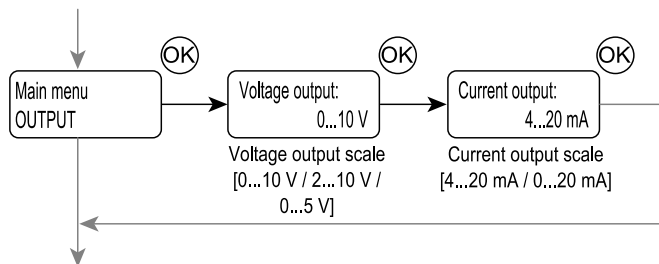 OK
OK
OK
Main menu
OUTPUT
Voltage output:
0...10 V
Current output:
4...20 mA
Voltage output scale
[0...10 V / 2...10 V /
0...5 V]
Current output scale
[4...20 mA / 0...20 mA]